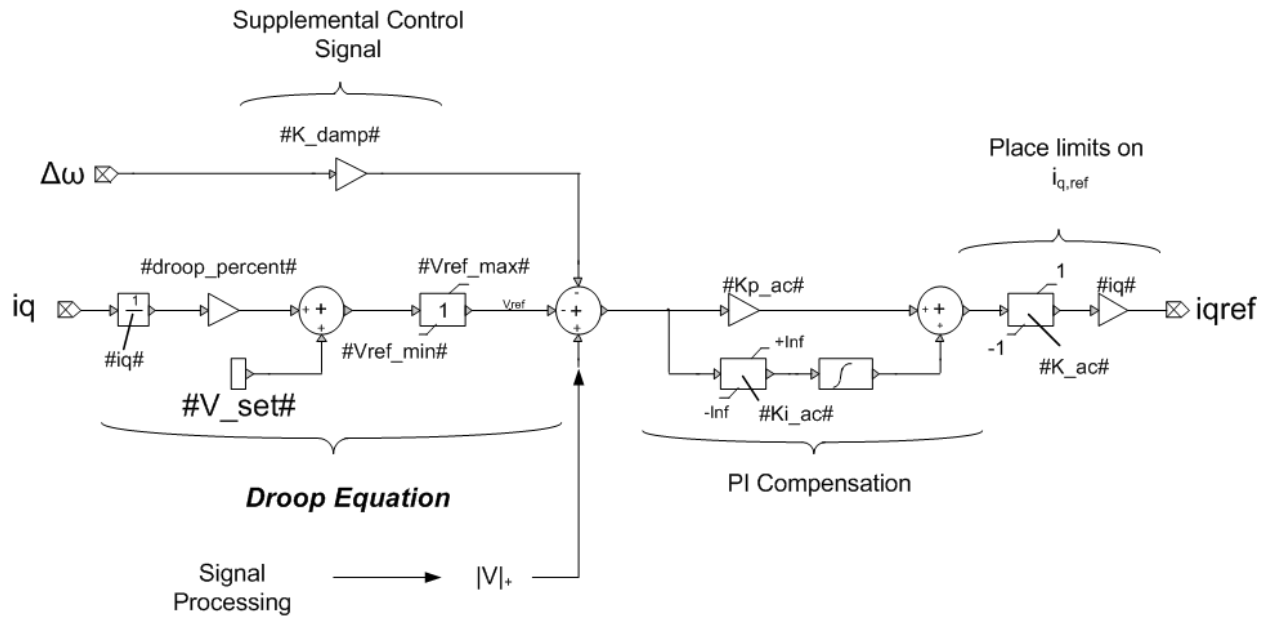 Supplemental Control
Signal
#K_damp#
Δω
Place limits on
iq,ref
#droop_percent#
#Vref_max#
#Kp_ac#
1
#iq#
iq
1
+
+
+
1
Vref
-
-
+
+
+
+
iqref
#iq#
#Vref_min#
+Inf
-1
#K_ac#
#V_set#
-Inf
#Ki_ac#
∫
Droop Equation
PI Compensation
Signal
Processing
|V|+